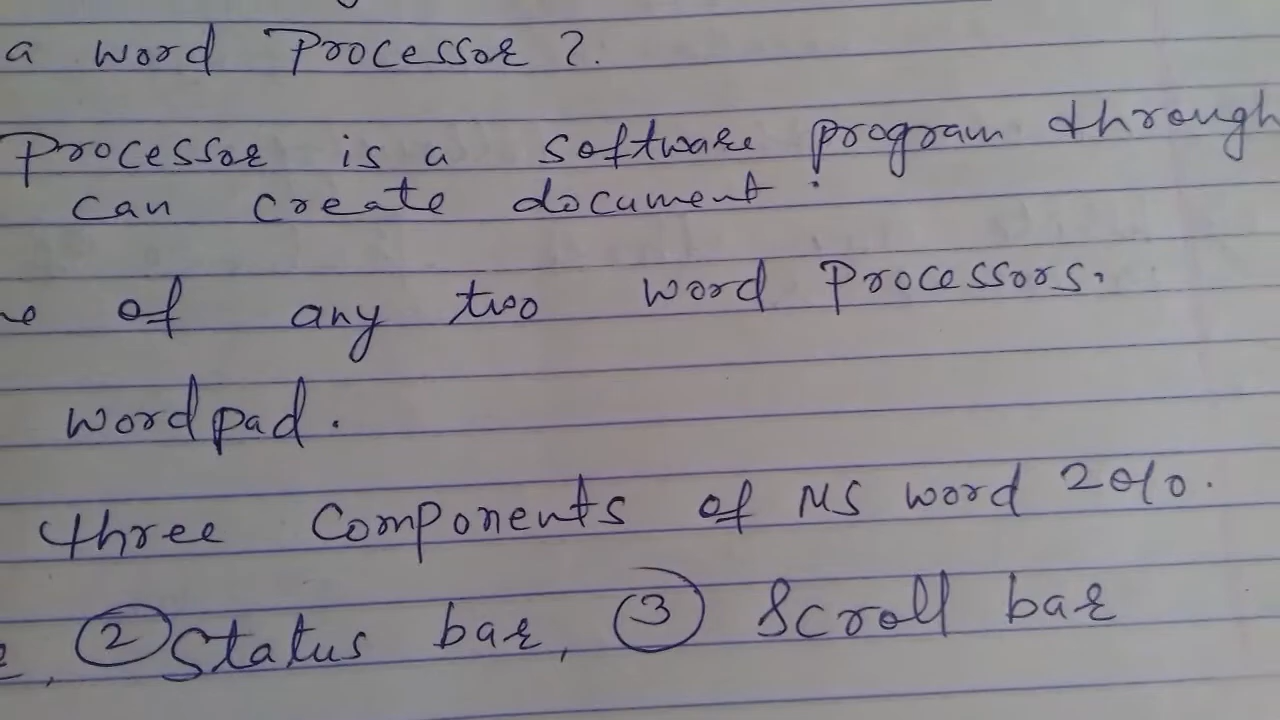 a word Processor ?.
Processor is a software program through
can create document .
of any two word Processors.
wordpad.
three Components of MS word 2010.
, ② Status bar, ③ Scroll bar